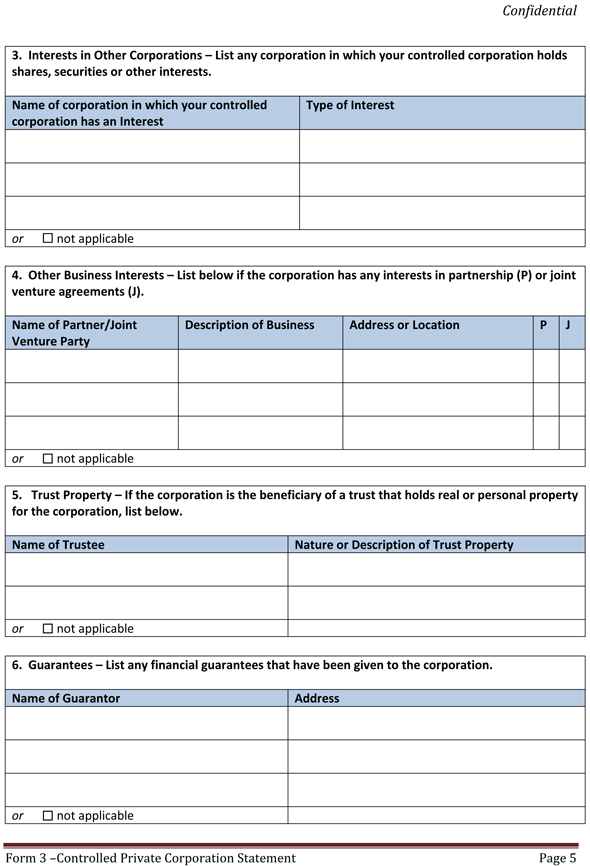 Confidential
3. Interests in Other Corporations – List any corporation in which your controlled corporation holds
shares, securities or other interests.
Name of corporation in which your controlled
corporation has an Interest
Type of Interest
or ☐ not applicable
4. Other Business Interests – List below if the corporation has any interests in partnership (P) or joint
venture agreements (J).
Name of Partner/Joint
Venture Party
Description of Business
Address or Location
P
J
or ☐ not applicable
5. Trust Property – If the corporation is the beneficiary of a trust that holds real or personal property
for the corporation, list below.
Name of Trustee
Nature or Description of Trust Property
or ☐ not applicable
6. Guarantees – List any financial guarantees that have been given to the corporation.
Name of Guarantor
Address
or ☐ not applicable
Form 3 –Controlled Private Corporation Statement
Page 5